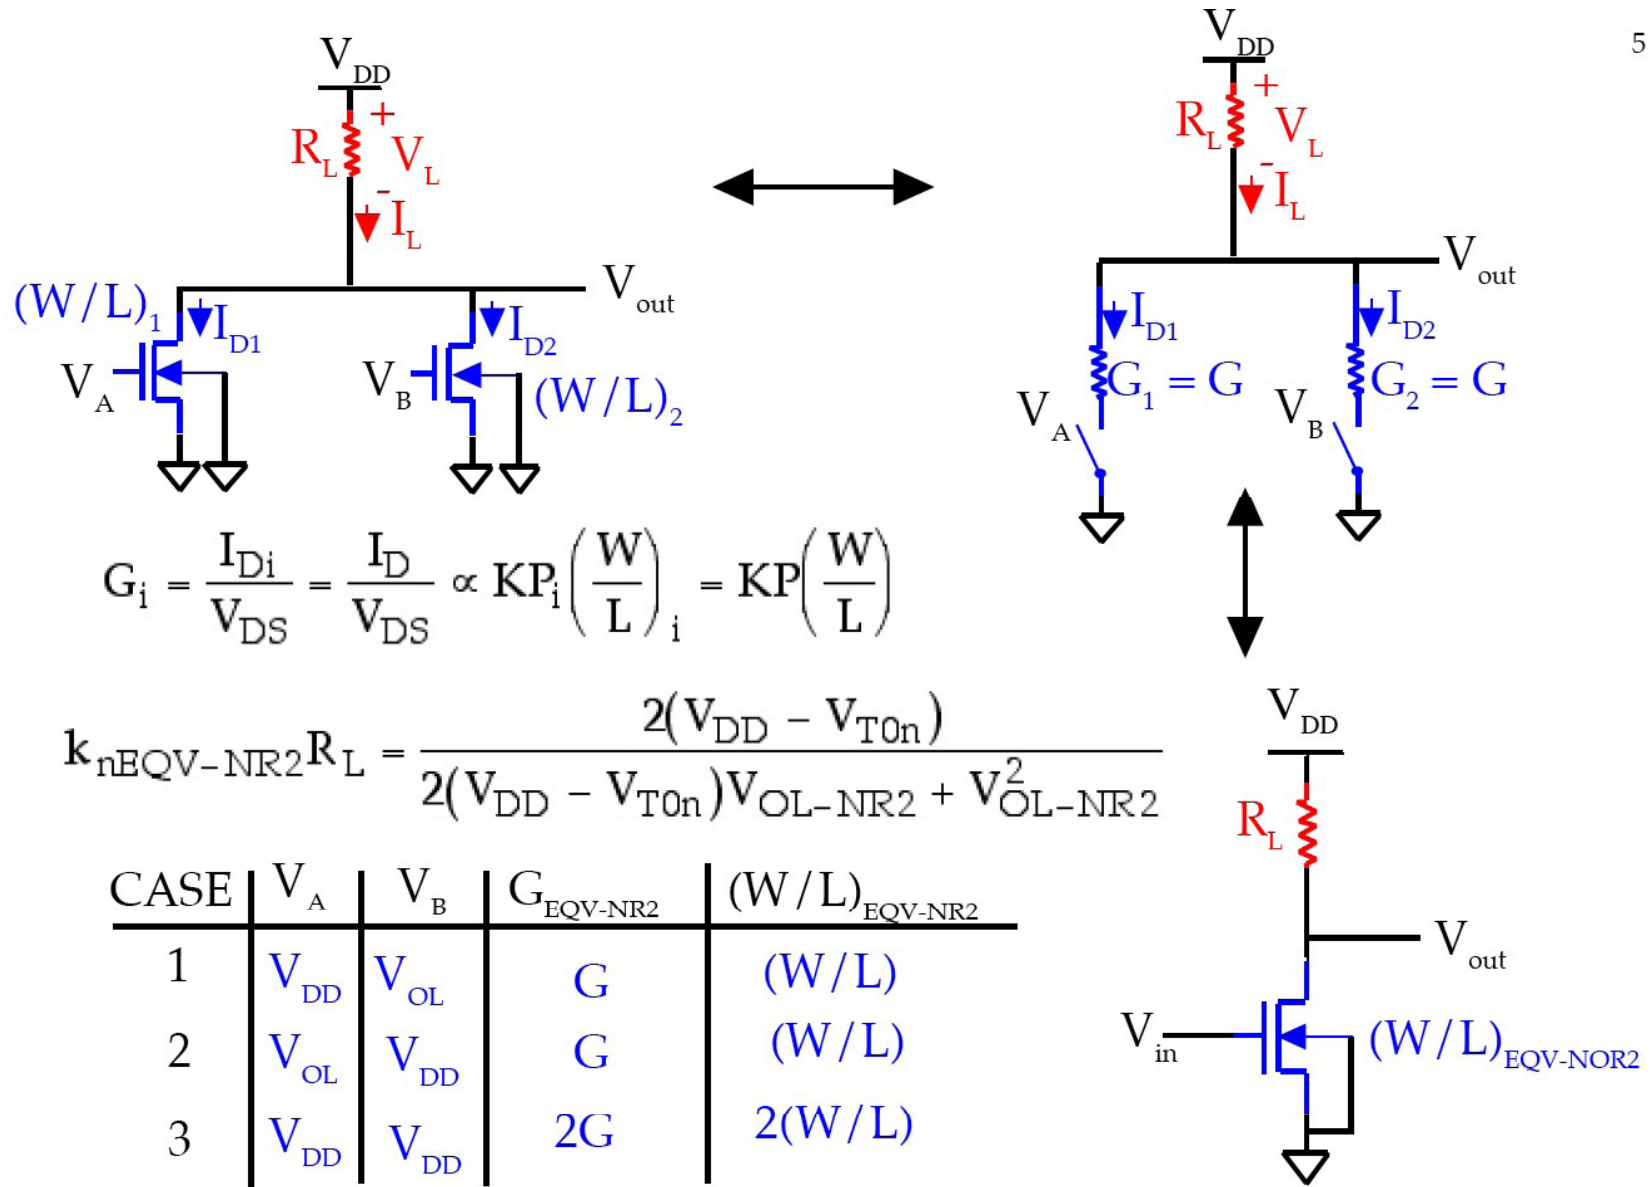 5
V_DD
+
R_L V_L
-
I_L
V_out
(W/L)_1 I_D1 I_D2
V_A V_B (W/L)_2
V_DD
+
R_L V_L
-
I_L
V_out
I_D1 I_D2
G_1 = G G_2 = G
V_A V_B
G_i = I_Di / V_DS = I_D / V_DS ∝ KP_i (W / L)_i = KP (W / L)
k_nEQV-NR2 R_L = 2(V_DD - V_T0n) / 2(V_DD - V_T0n)V_OL-NR2 + V_OL-NR2^2
CASE V_A V_B G_EQV-NR2 (W/L)_EQV-NR2
1 V_DD V_OL G (W/L)
2 V_OL V_DD G (W/L)
3 V_DD V_DD 2G 2(W/L)
V_DD
R_L
V_out
V_in (W/L)_EQV-NOR2